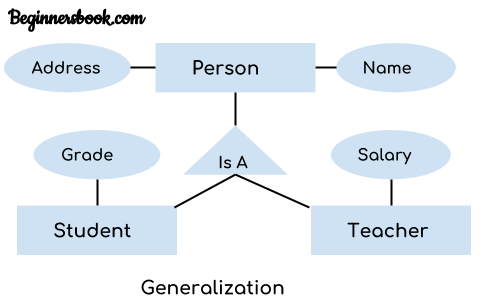 Beginnersbook.com
Address
Person
Name
Is A
Grade
Salary
Student
Teacher
Generalization